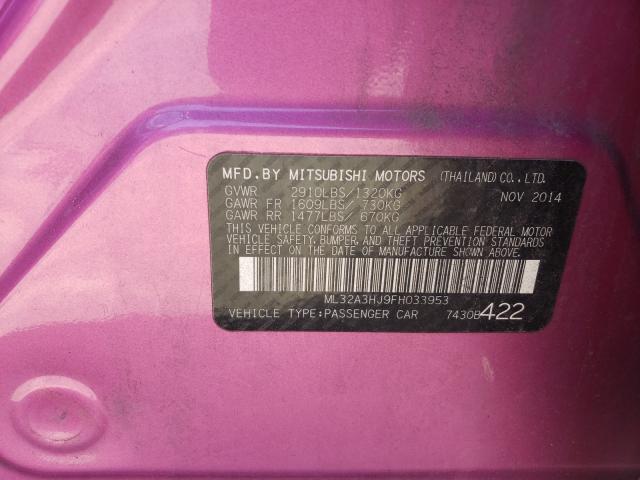 MFD.BY MITSUBISHI MOTORS (THAILAND) CO., LTD.
GVWR 2910LBS/1320KG NOV 2014
GAWR FR 1609LBS/ 730KG
GAWR RR 1477LBS/ 670KG
THIS VEHICLE CONFORMS TO ALL APPLICABLE FEDERAL MOTOR
VEHICLE SAFETY, BUMPER, AND THEFT PREVENTION STANDARDS
IN EFFECT ON THE DATE OF MANUFACTURE SHOWN ABOVE.
ML32A3HJ9FH033953
VEHICLE TYPE:PASSENGER CAR 7430B422